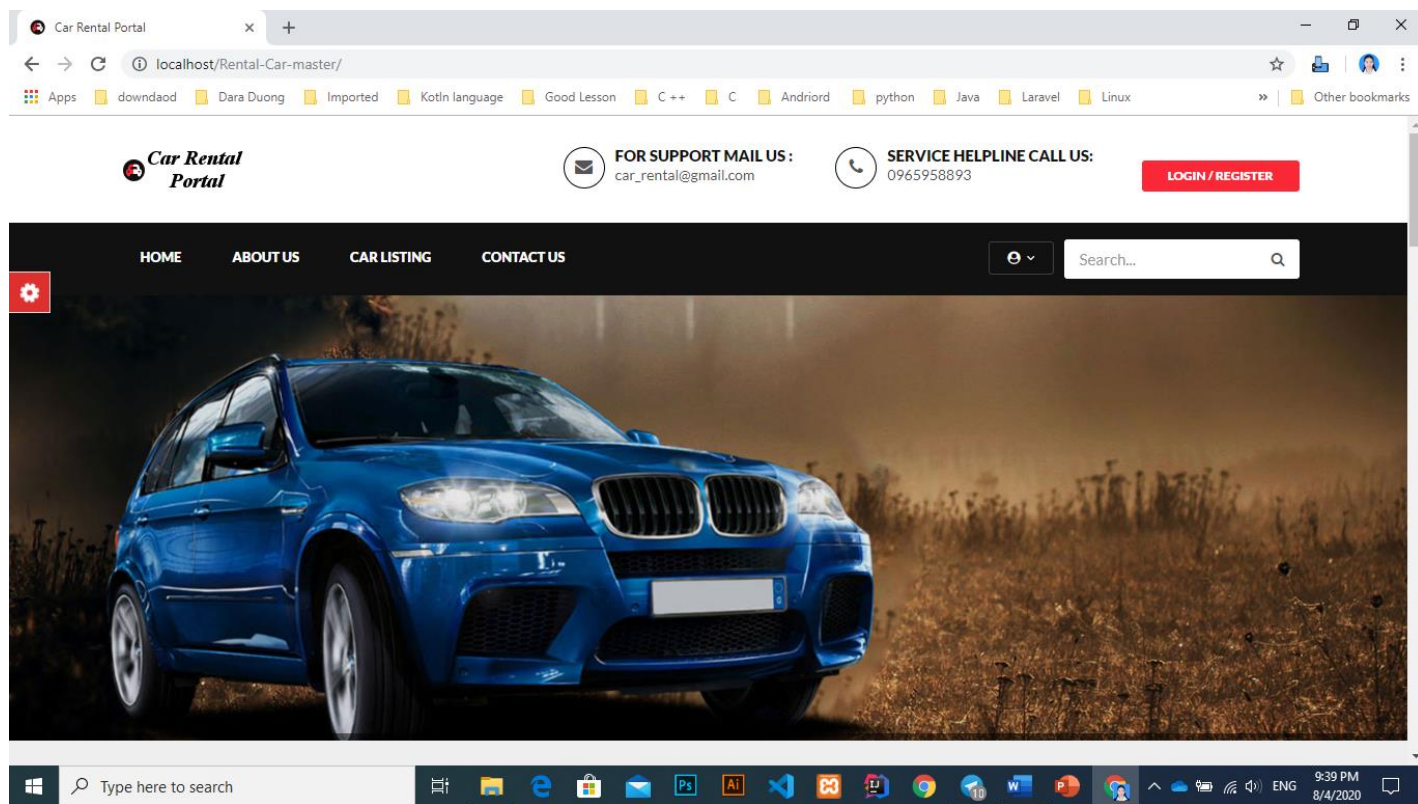 Car Rental Portal
localhost/Rental-Car-master/
Apps downdaod Dara Duong Imported Kotln language Good Lesson C ++ C Andriord python Java Laravel Linux » Other bookmarks
Car Rental
Portal
FOR SUPPORT MAIL US :
car_rental@gmail.com
SERVICE HELPLINE CALL US:
0965958893
LOGIN / REGISTER
HOME ABOUT US CAR LISTING CONTACT US
Search...
Type here to search
Ps
Ai
10
W
P
ENG
9:39 PM
8/4/2020